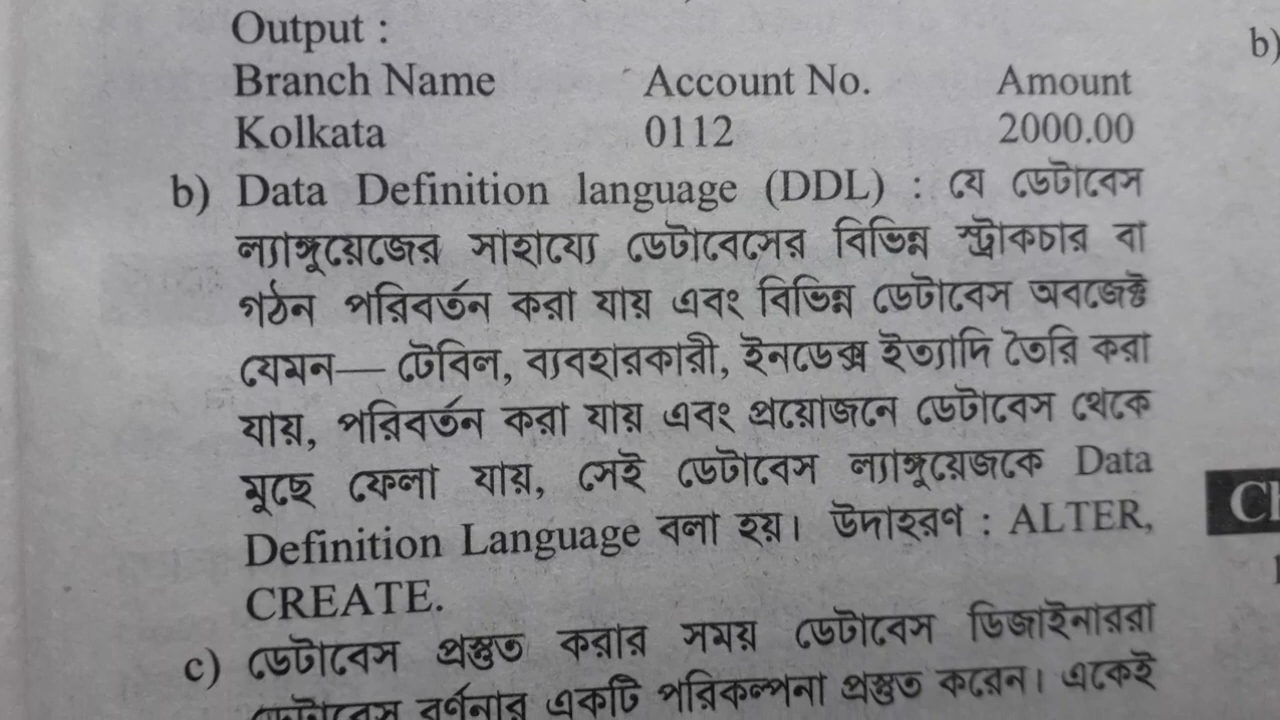 Output :
Branch Name Account No. Amount
Kolkata 0112 2000.00
b) Data Definition language (DDL) : যে ডেটাবেস
ল্যাঙ্গুয়েজের সাহায্যে ডেটাবেসের বিভিন্ন স্ট্রাকচার বা
গঠন পরিবর্তন করা যায় এবং বিভিন্ন ডেটাবেস অবজেক্ট
যেমন— টেবিল, ব্যবহারকারী, ইনডেক্স ইত্যাদি তৈরি করা
যায়, পরিবর্তন করা যায় এবং প্রয়োজনে ডেটাবেস থেকে
মুছে ফেলা যায়, সেই ডেটাবেস ল্যাঙ্গুয়েজকে Data
Definition Language বলা হয়। উদাহরণ : ALTER,
CREATE.
c) ডেটাবেস প্রস্তুত করার সময় ডেটাবেস ডিজাইনাররা
ডেটাবেস বর্ণনার একটি পরিকল্পনা প্রস্তুত করেন। একেই
b)